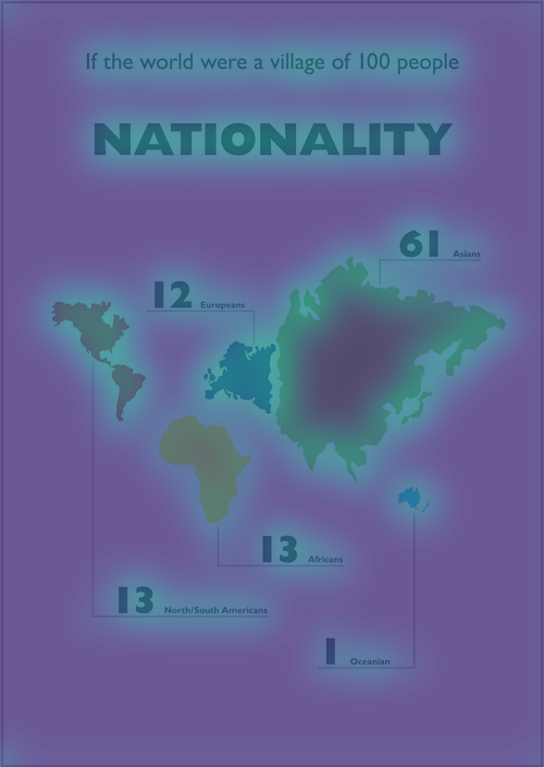 If the world were a village of 100 people
NATIONALITY
61 Asians
12 Europeans
13 Africans
13 North/South Americans
1 Oceanian